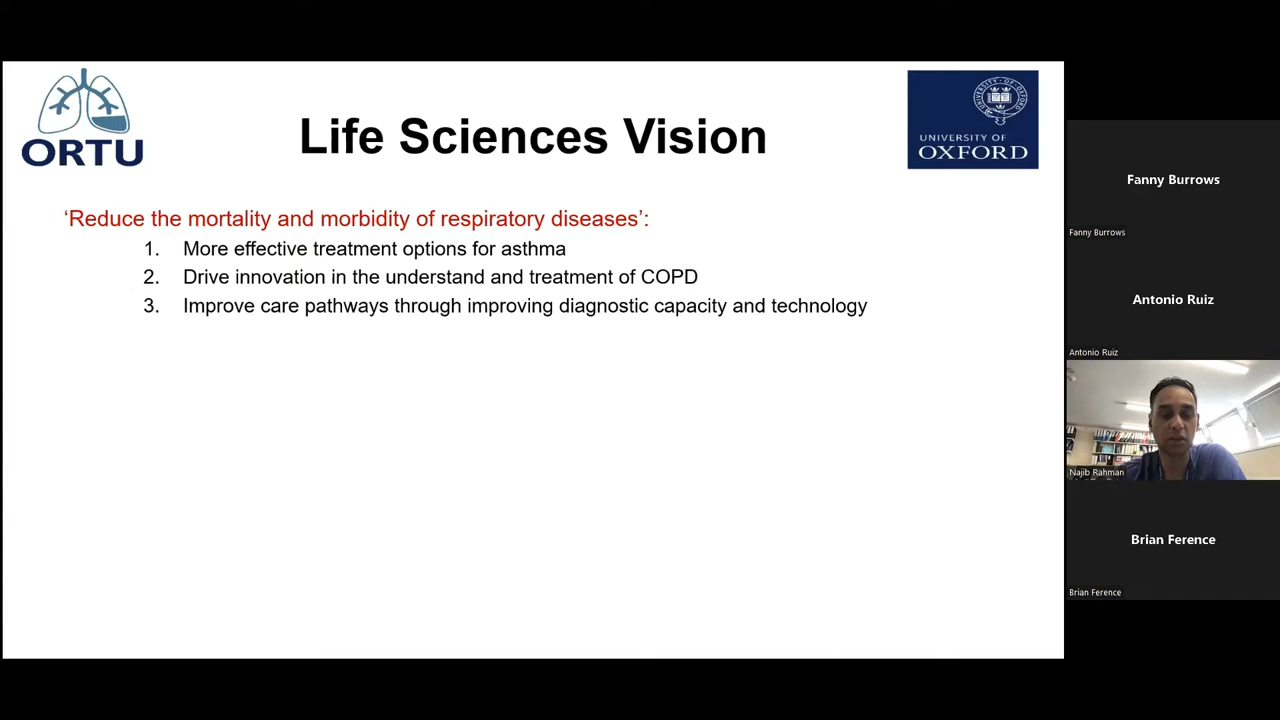 ORTU
Life Sciences Vision
UNIVERSITY OF
OXFORD
‘Reduce the mortality and morbidity of respiratory diseases’:
1. More effective treatment options for asthma
2. Drive innovation in the understand and treatment of COPD
3. Improve care pathways through improving diagnostic capacity and technology
Fanny Burrows
Fanny Burrows
Antonio Ruiz
Antonio Ruiz
Najib Rahman
Brian Ference
Brian Ference